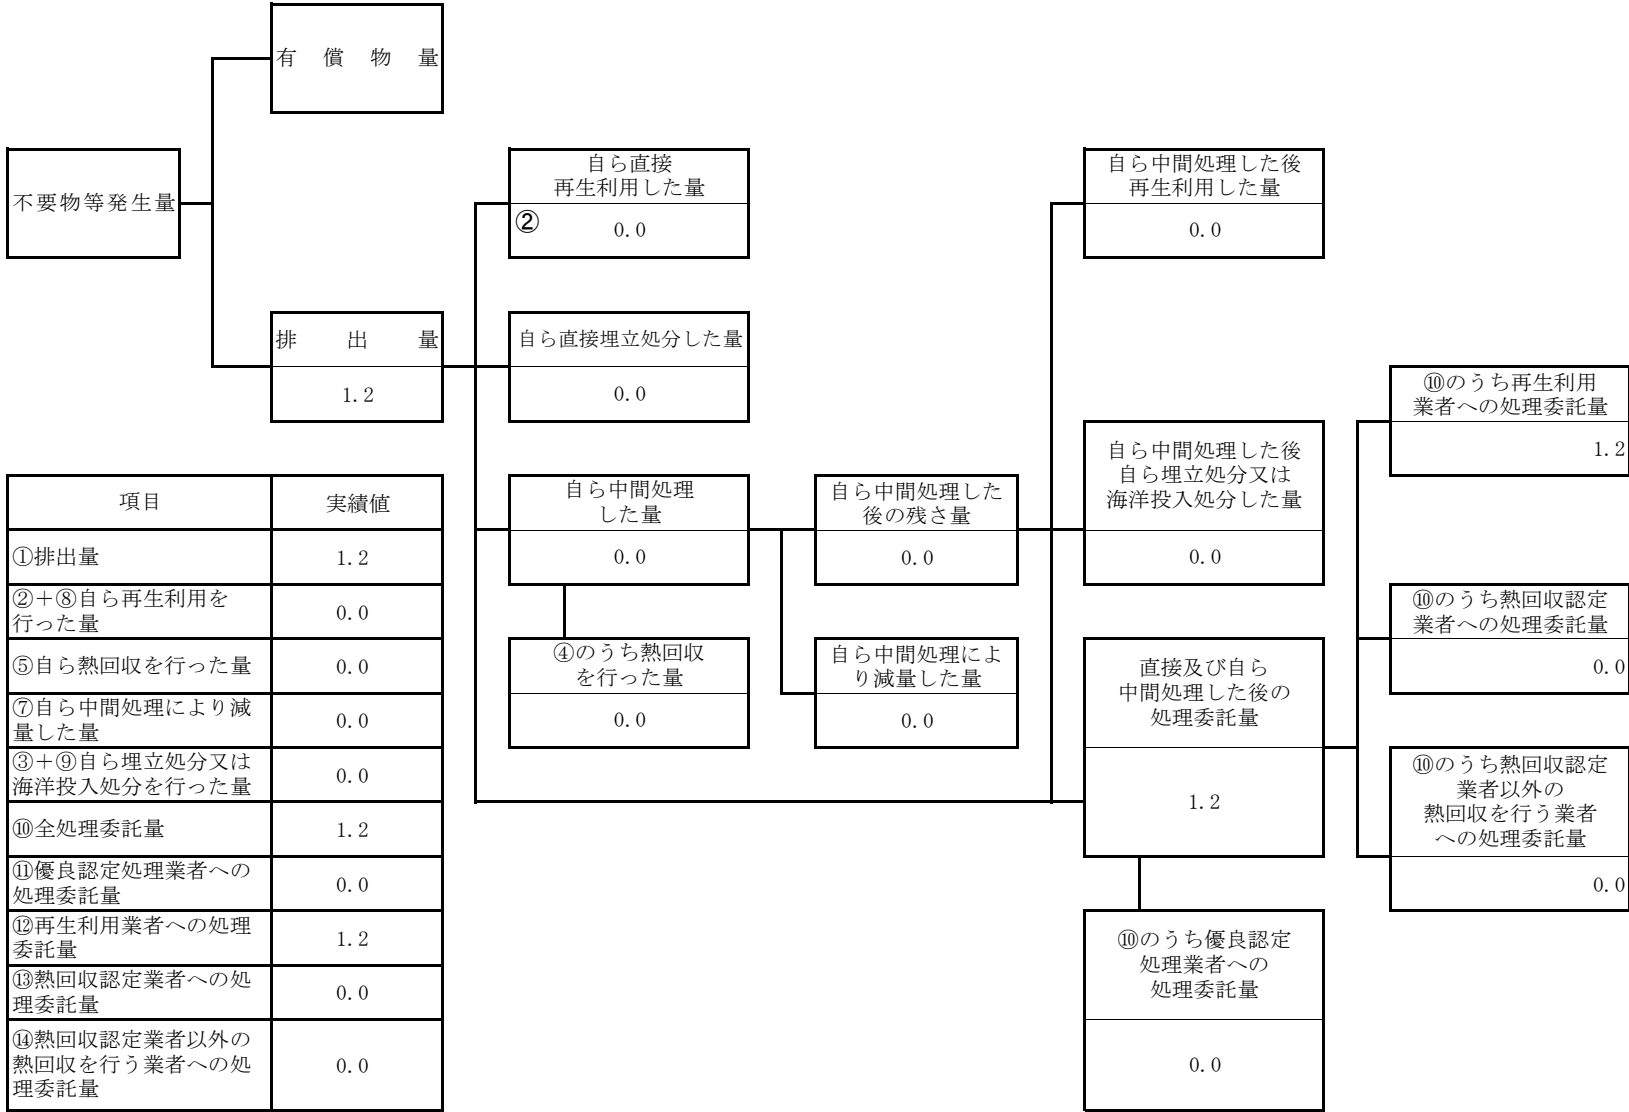 有償物量
不要物等発生量
自ら直接
再生利用した量
②
0.0
自ら中間処理した後
再生利用した量
0.0
排出量
1.2
自ら直接埋立処分した量
0.0
⑩のうち再生利用
業者への処理委託量
1.2
自ら中間処理
した量
0.0
自ら中間処理した
後の残さ量
0.0
自ら中間処理した後
自ら埋立処分又は
海洋投入処分した量
0.0
⑩のうち熱回収認定
業者への処理委託量
0.0
④のうち熱回収
を行った量
0.0
自ら中間処理によ
り減量した量
0.0
直接及び自ら
中間処理した後の
処理委託量
1.2
⑩のうち熱回収認定
業者以外の
熱回収を行う業者
への処理委託量
0.0
⑩のうち優良認定
処理業者への
処理委託量
0.0
項目 実績値
①排出量 1.2
②＋⑧自ら再生利用を
行った量 0.0
⑤自ら熱回収を行った量 0.0
⑦自ら中間処理により減
量した量 0.0
③＋⑨自ら埋立処分又は
海洋投入処分を行った量 0.0
⑩全処理委託量 1.2
⑪優良認定処理業者への
処理委託量 0.0
⑫再生利用業者への処理
委託量 1.2
⑬熱回収認定業者への処
理委託量 0.0
⑭熱回収認定業者以外の
熱回収を行う業者への処
理委託量 0.0